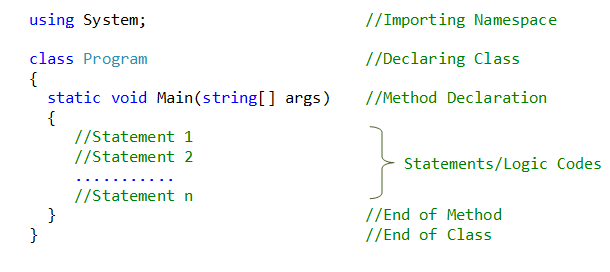 using System; //Importing Namespace
class Program //Declaring Class
{
static void Main(string[] args) //Method Declaration
{
//Statement 1
//Statement 2
...........
Statements/Logic Codes
//Statement n
} //End of Method
} //End of Class